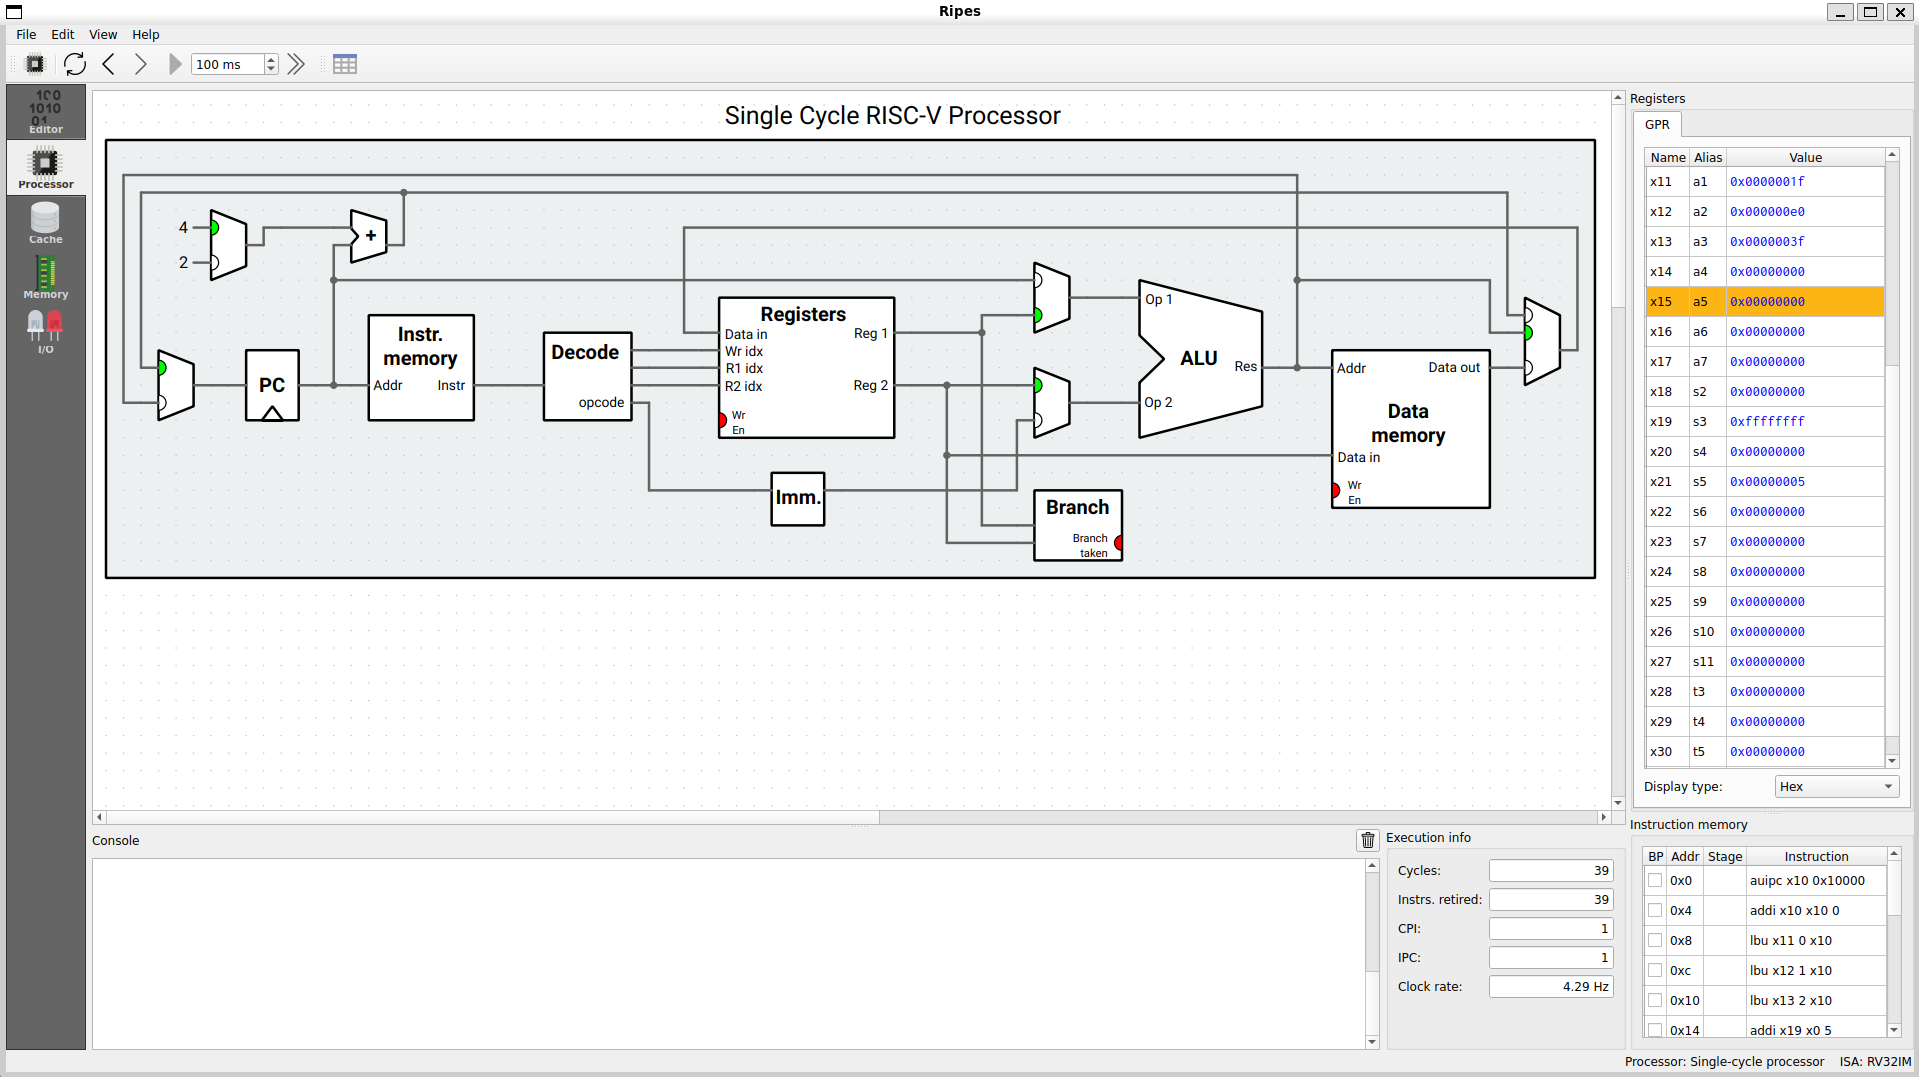 Ripes
File Edit View Help
100 ms
Editor
Processor
Cache
Memory
I/O
Single Cycle RISC-V Processor
4
2
+
PC
Instr. memory
Addr Instr
Decode
opcode
Registers
Data in Reg 1
Wr idx
R1 idx
R2 idx Reg 2
Wr
En
Imm.
Op 1
ALU
Res
Op 2
Branch
Branch
taken
Addr Data out
Data
memory
Data in
Wr
En
Registers
GPR
Name Alias Value
x11 a1 0x0000001f
x12 a2 0x000000e0
x13 a3 0x0000003f
x14 a4 0x00000000
x15 a5 0x00000000
x16 a6 0x00000000
x17 a7 0x00000000
x18 s2 0x00000000
x19 s3 0xffffffff
x20 s4 0x00000000
x21 s5 0x00000005
x22 s6 0x00000000
x23 s7 0x00000000
x24 s8 0x00000000
x25 s9 0x00000000
x26 s10 0x00000000
x27 s11 0x00000000
x28 t3 0x00000000
x29 t4 0x00000000
x30 t5 0x00000000
Display type: Hex
Console
Execution info
Cycles: 39
Instrs. retired: 39
CPI: 1
IPC: 1
Clock rate: 4.29 Hz
Instruction memory
BP Addr Stage Instruction
0x0 auipc x10 0x10000
0x4 addi x10 x10 0
0x8 lbu x11 0 x10
0xc lbu x12 1 x10
0x10 lbu x13 2 x10
0x14 addi x19 x0 5
Processor: Single-cycle processor ISA: RV32IM